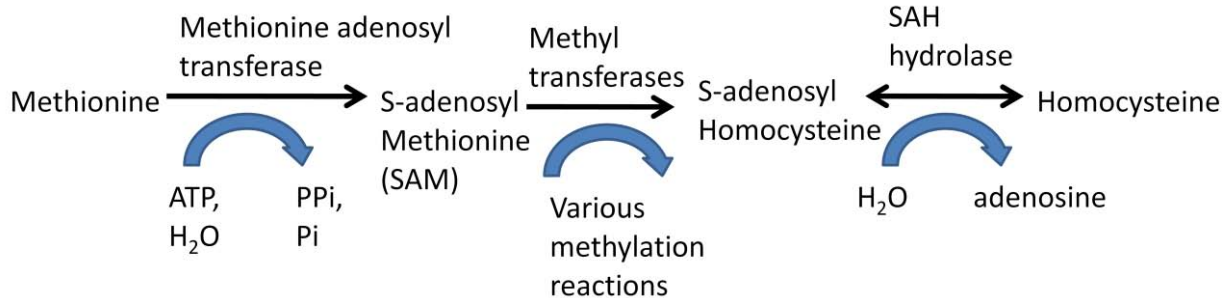 Methionine adenosyl
transferase
Methyl
transferases
SAH
hydrolase
Methionine
S-adenosyl
Methionine
(SAM)
S-adenosyl
Homocysteine
Homocysteine
ATP,
H₂O
PPi,
Pi
Various
methylation
reactions
H₂O
adenosine